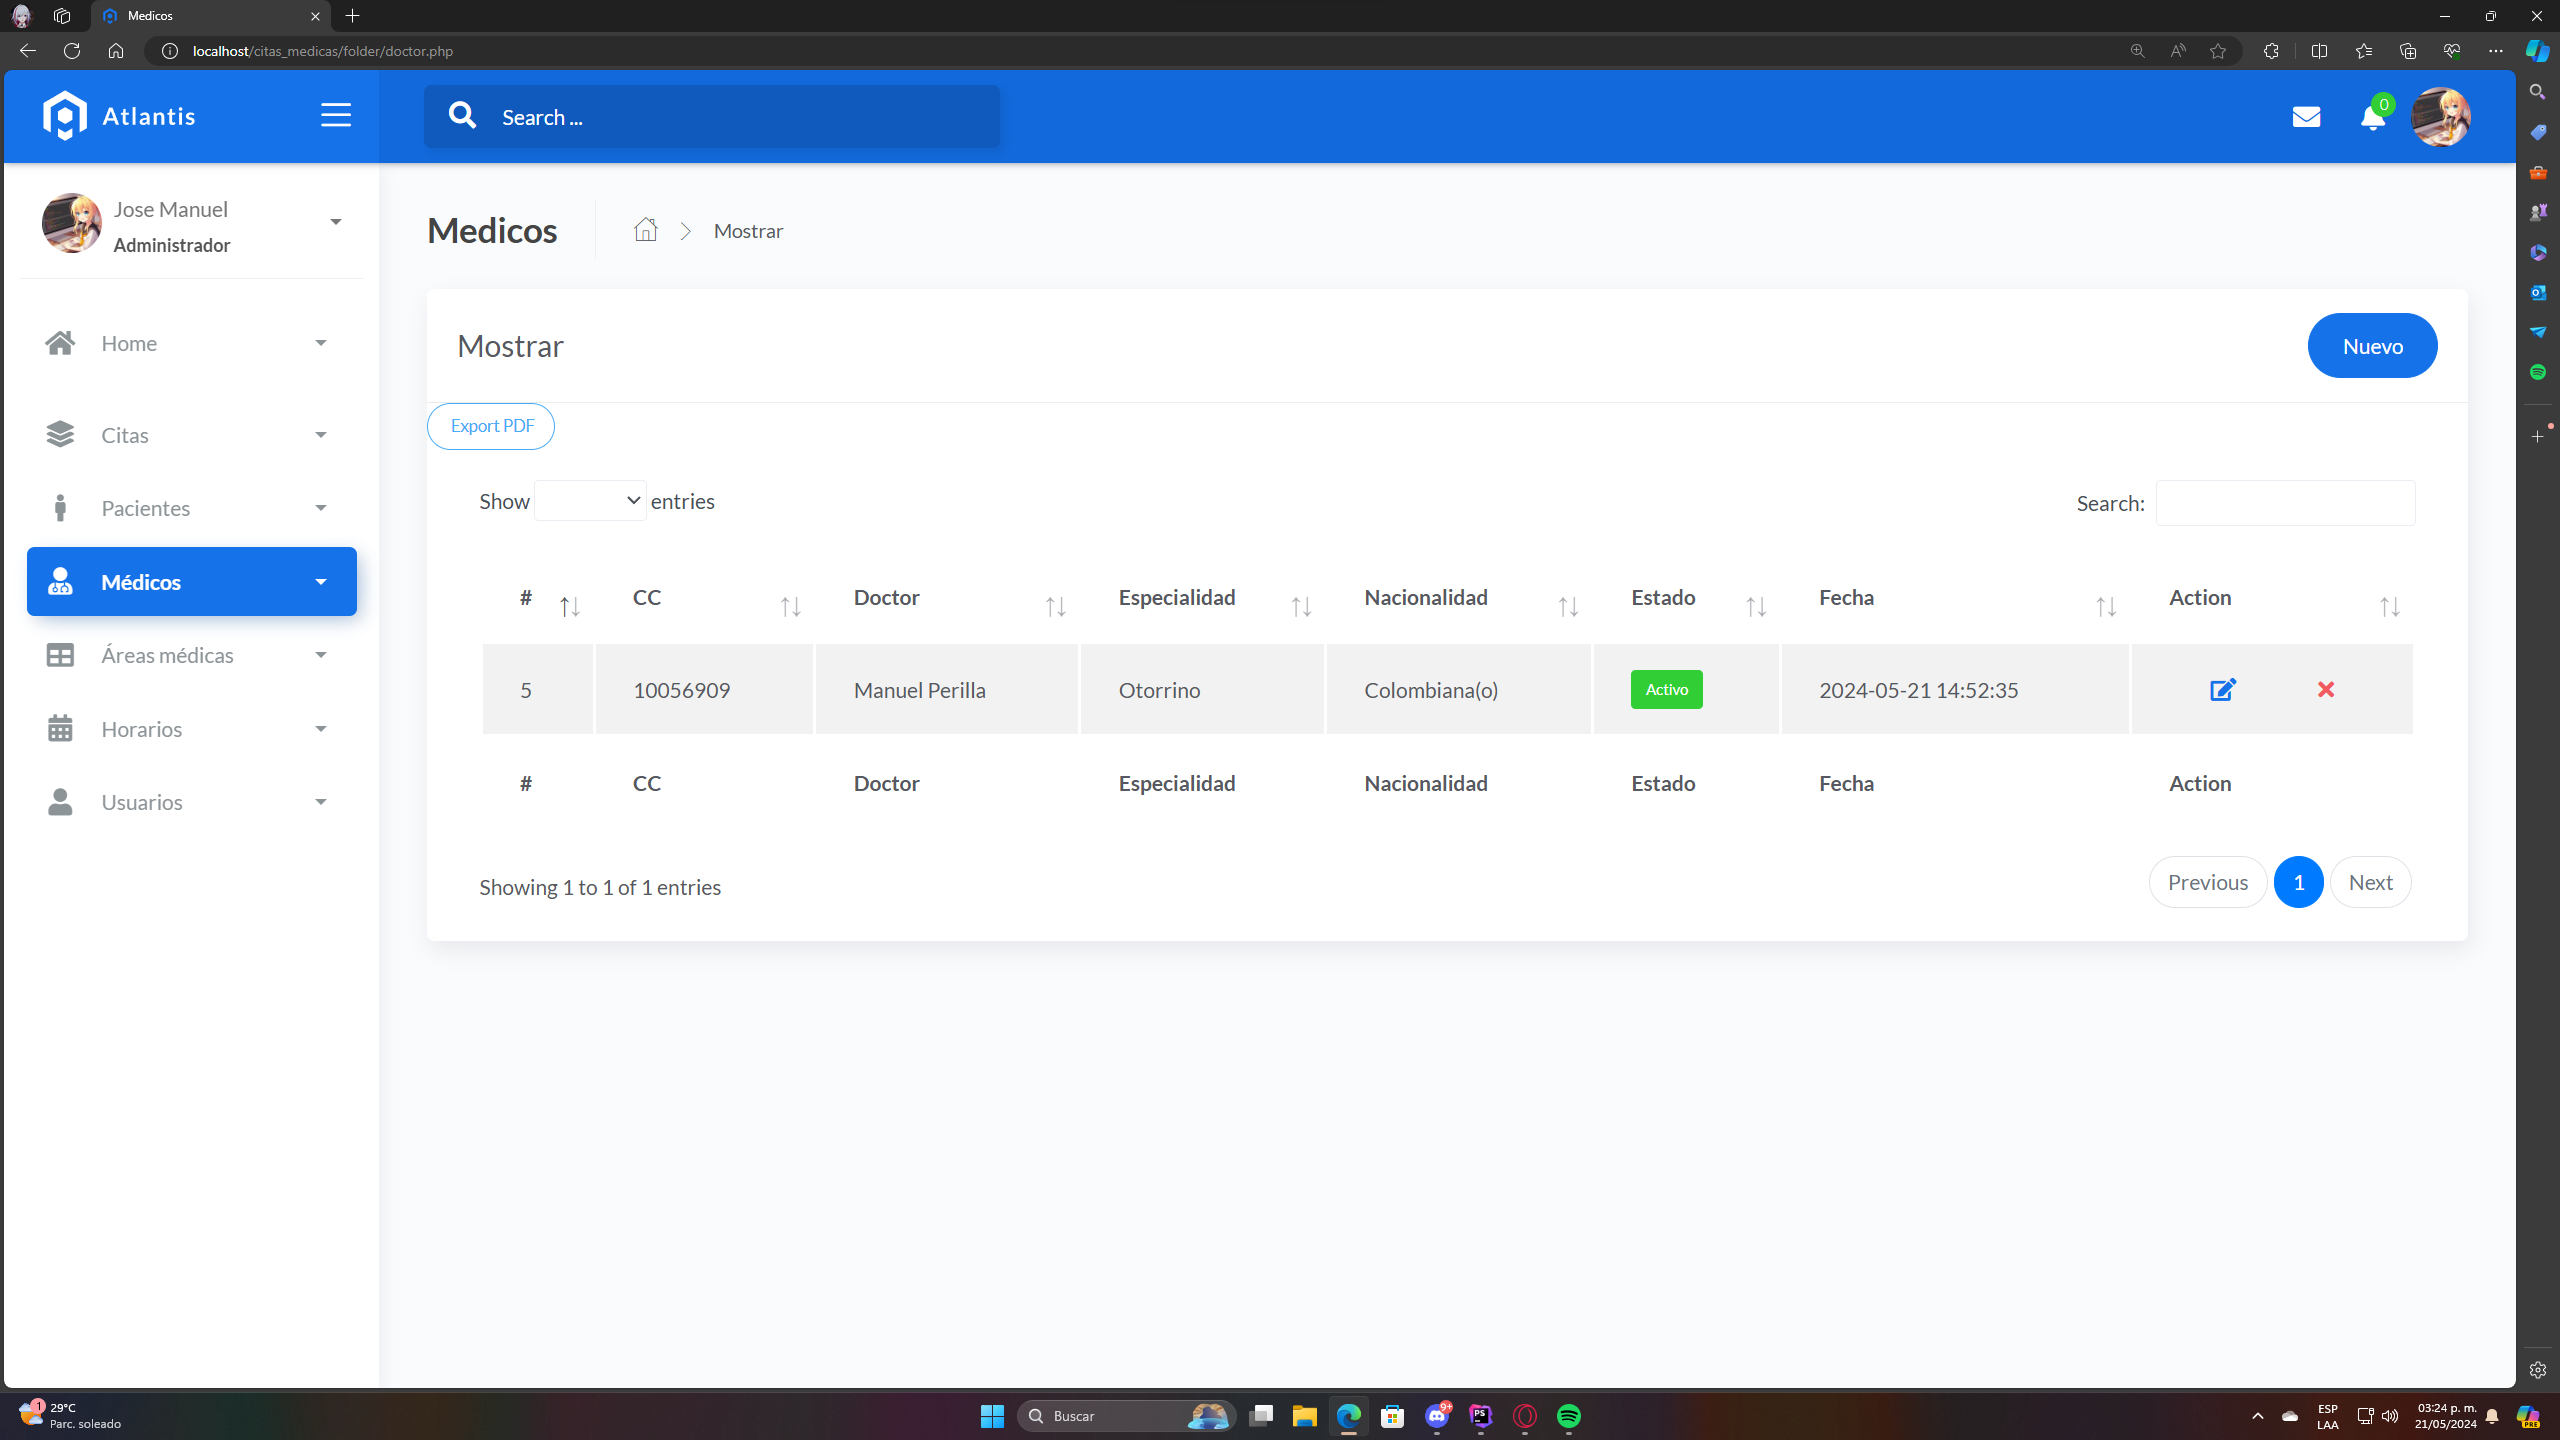 Medicos
localhost/citas_medicas/folder/doctor.php
Atlantis
Search ...
0
Jose Manuel
Administrador
Medicos
Mostrar
Home
Citas
Pacientes
Médicos
Áreas médicas
Horarios
Usuarios
Mostrar
Nuevo
Export PDF
Show entries
Search:
# CC Doctor Especialidad Nacionalidad Estado Fecha Action
5 10056909 Manuel Perilla Otorrino Colombiana(o) Activo 2024-05-21 14:52:35
# CC Doctor Especialidad Nacionalidad Estado Fecha Action
Showing 1 to 1 of 1 entries
Previous 1 Next
1
29°C
Parc. soleado
Buscar
9+
PS
ESP
LAA
03:24 p. m.
21/05/2024
PRE